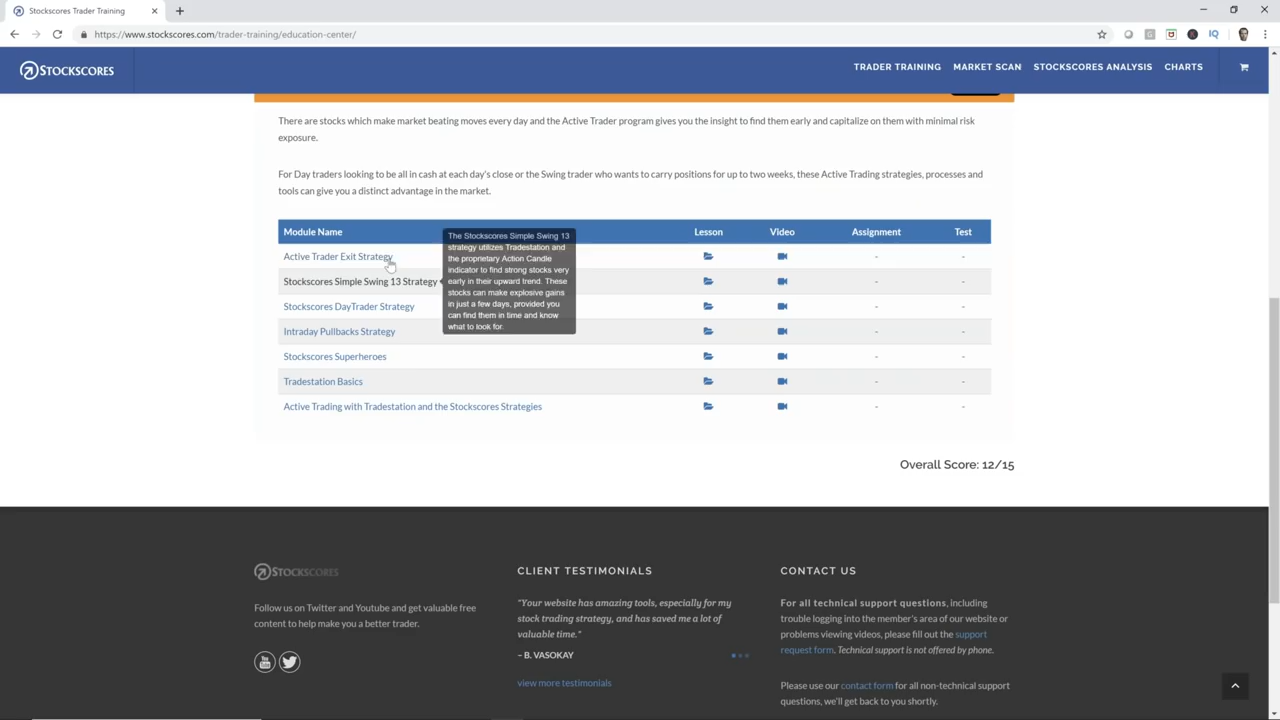 Stockscores Trader Training
https://www.stockscores.com/trader-training/education-center/
STOCKSCORES
TRADER TRAINING
MARKET SCAN
STOCKSCORES ANALYSIS
CHARTS
There are stocks which make market beating moves every day and the Active Trader program gives you the insight to find them early and capitalize on them with minimal risk
exposure.
For Day traders looking to be all in cash at each day's close or the Swing trader who wants to carry positions for up to two weeks, these Active Trading strategies, processes and
tools can give you a distinct advantage in the market.
Module Name Lesson Video Assignment Test
Active Trader Exit Strategy - -
Stockscores Simple Swing 13 Strategy - -
The Stockscores Simple Swing 13
strategy utilizes Tradestation and
the proprietary Action Candle
indicator to find strong stocks very
early in their upward trend. These
stocks can make explosive gains
in just a few days, provided you
can find them in time and know
what to look for.
Stockscores DayTrader Strategy - -
Intraday Pullbacks Strategy - -
Stockscores Superheroes - -
Tradestation Basics - -
Active Trading with Tradestation and the Stockscores Strategies - -
Overall Score: 12/15
STOCKSCORES
Follow us on Twitter and Youtube and get valuable free
content to help make you a better trader.
You
Tube
CLIENT TESTIMONIALS
"Your website has amazing tools, especially for my
stock trading strategy, and has saved me a lot of
valuable time."
– B. VASOKAY
view more testimonials
CONTACT US
For all technical support questions, including
trouble logging into the member's area of our website or
problems viewing videos, please fill out the support
request form. Technical support is not offered by phone.
Please use our contact form for all non-technical support
questions, we'll get back to you shortly.
IQ